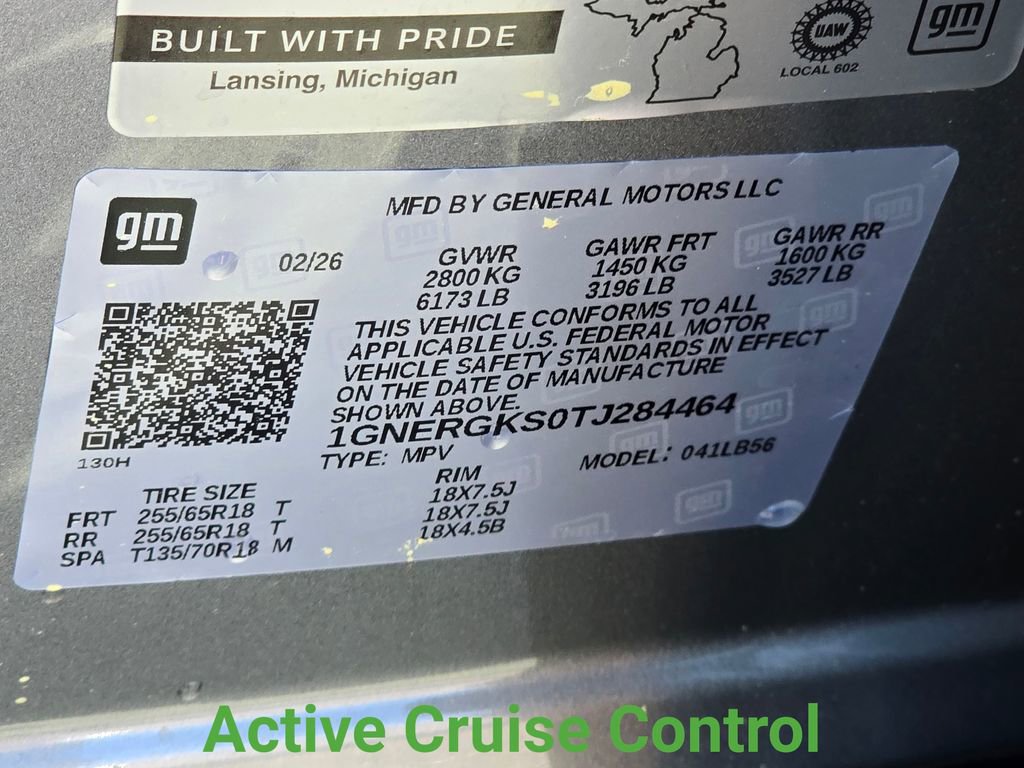 BUILT WITH PRIDE
Lansing, Michigan
UAW
LOCAL 602
gm
gm
MFD BY GENERAL MOTORS LLC
02/26
GVWR GAWR FRT GAWR RR
2800 KG 1450 KG 1600 KG
6173 LB 3196 LB 3527 LB
THIS VEHICLE CONFORMS TO ALL
APPLICABLE U.S. FEDERAL MOTOR
VEHICLE SAFETY STANDARDS IN EFFECT
ON THE DATE OF MANUFACTURE
SHOWN ABOVE.
1GNERGKS0TJ284464
130H
TYPE: MPV MODEL: 041LB56
TIRE SIZE RIM
FRT 255/65R18 T 18X7.5J
RR 255/65R18 T 18X7.5J
SPA T135/70R18 M 18X4.5B
Active Cruise Control